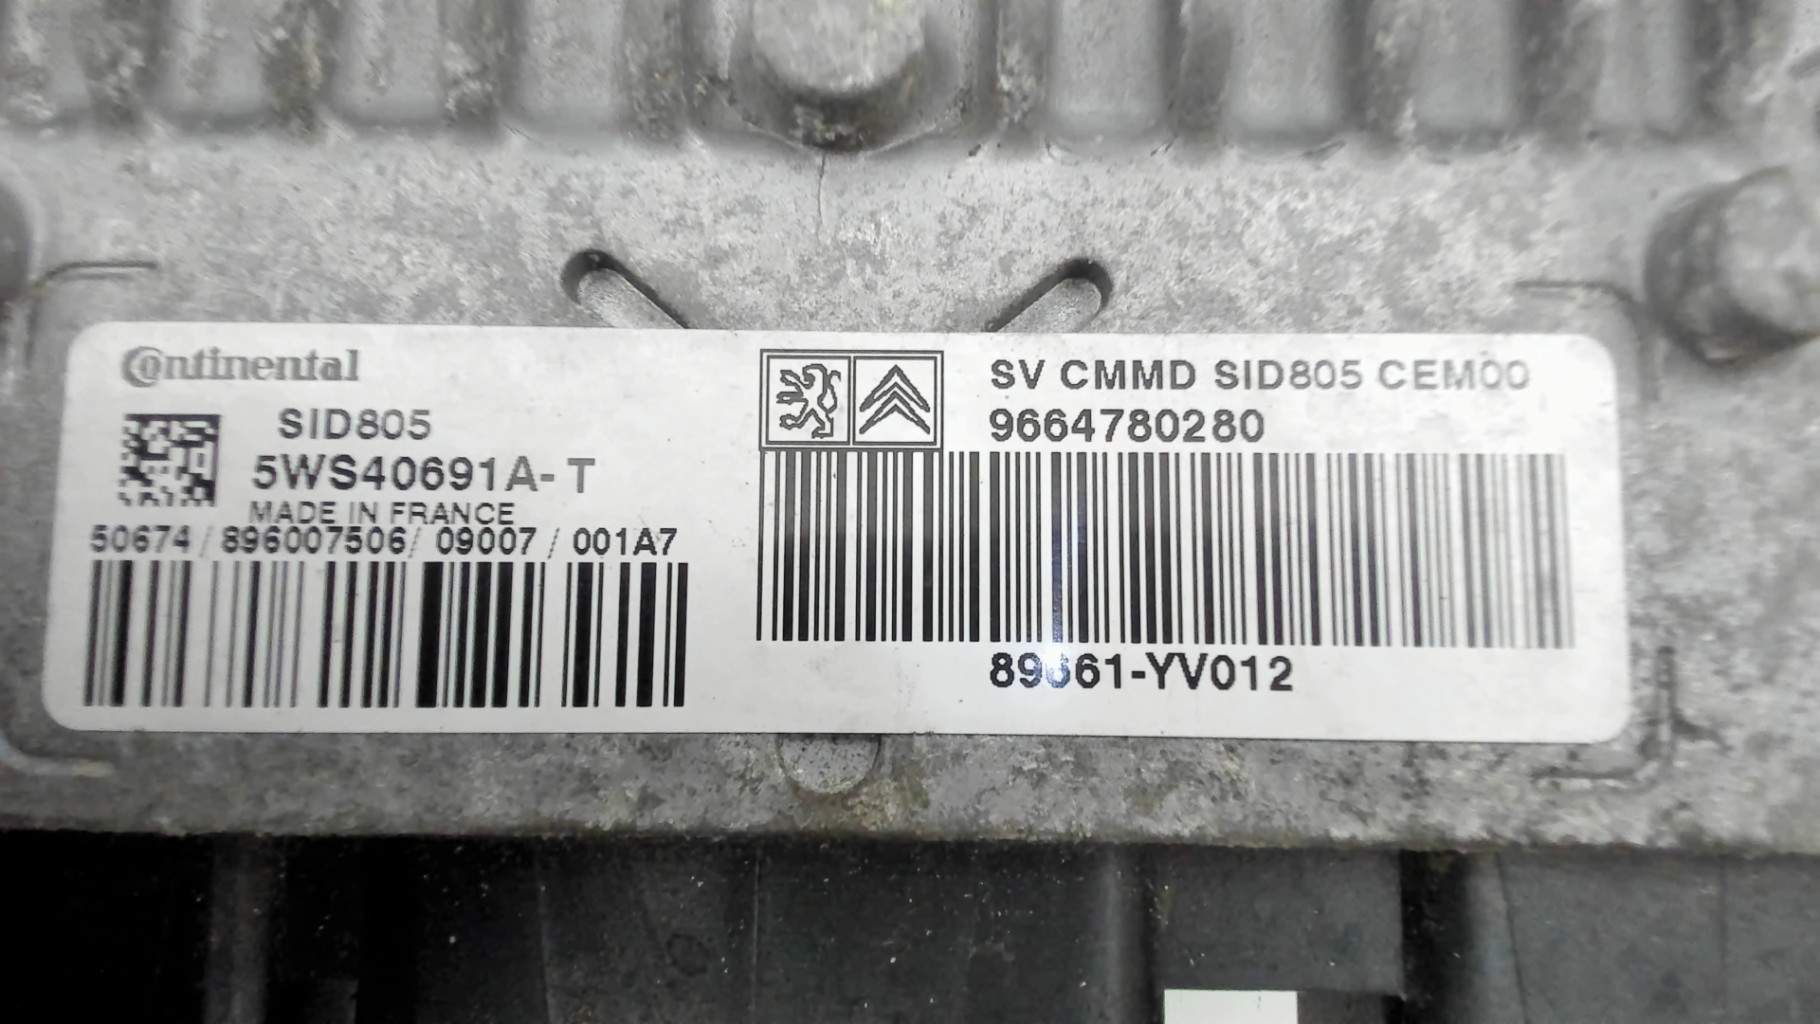 Continental
SID805
5WS40691A-T
MADE IN FRANCE
50674/896007506/09007/001A7
SV CMMD SID805 CEM00
9664780280
89661-YV012